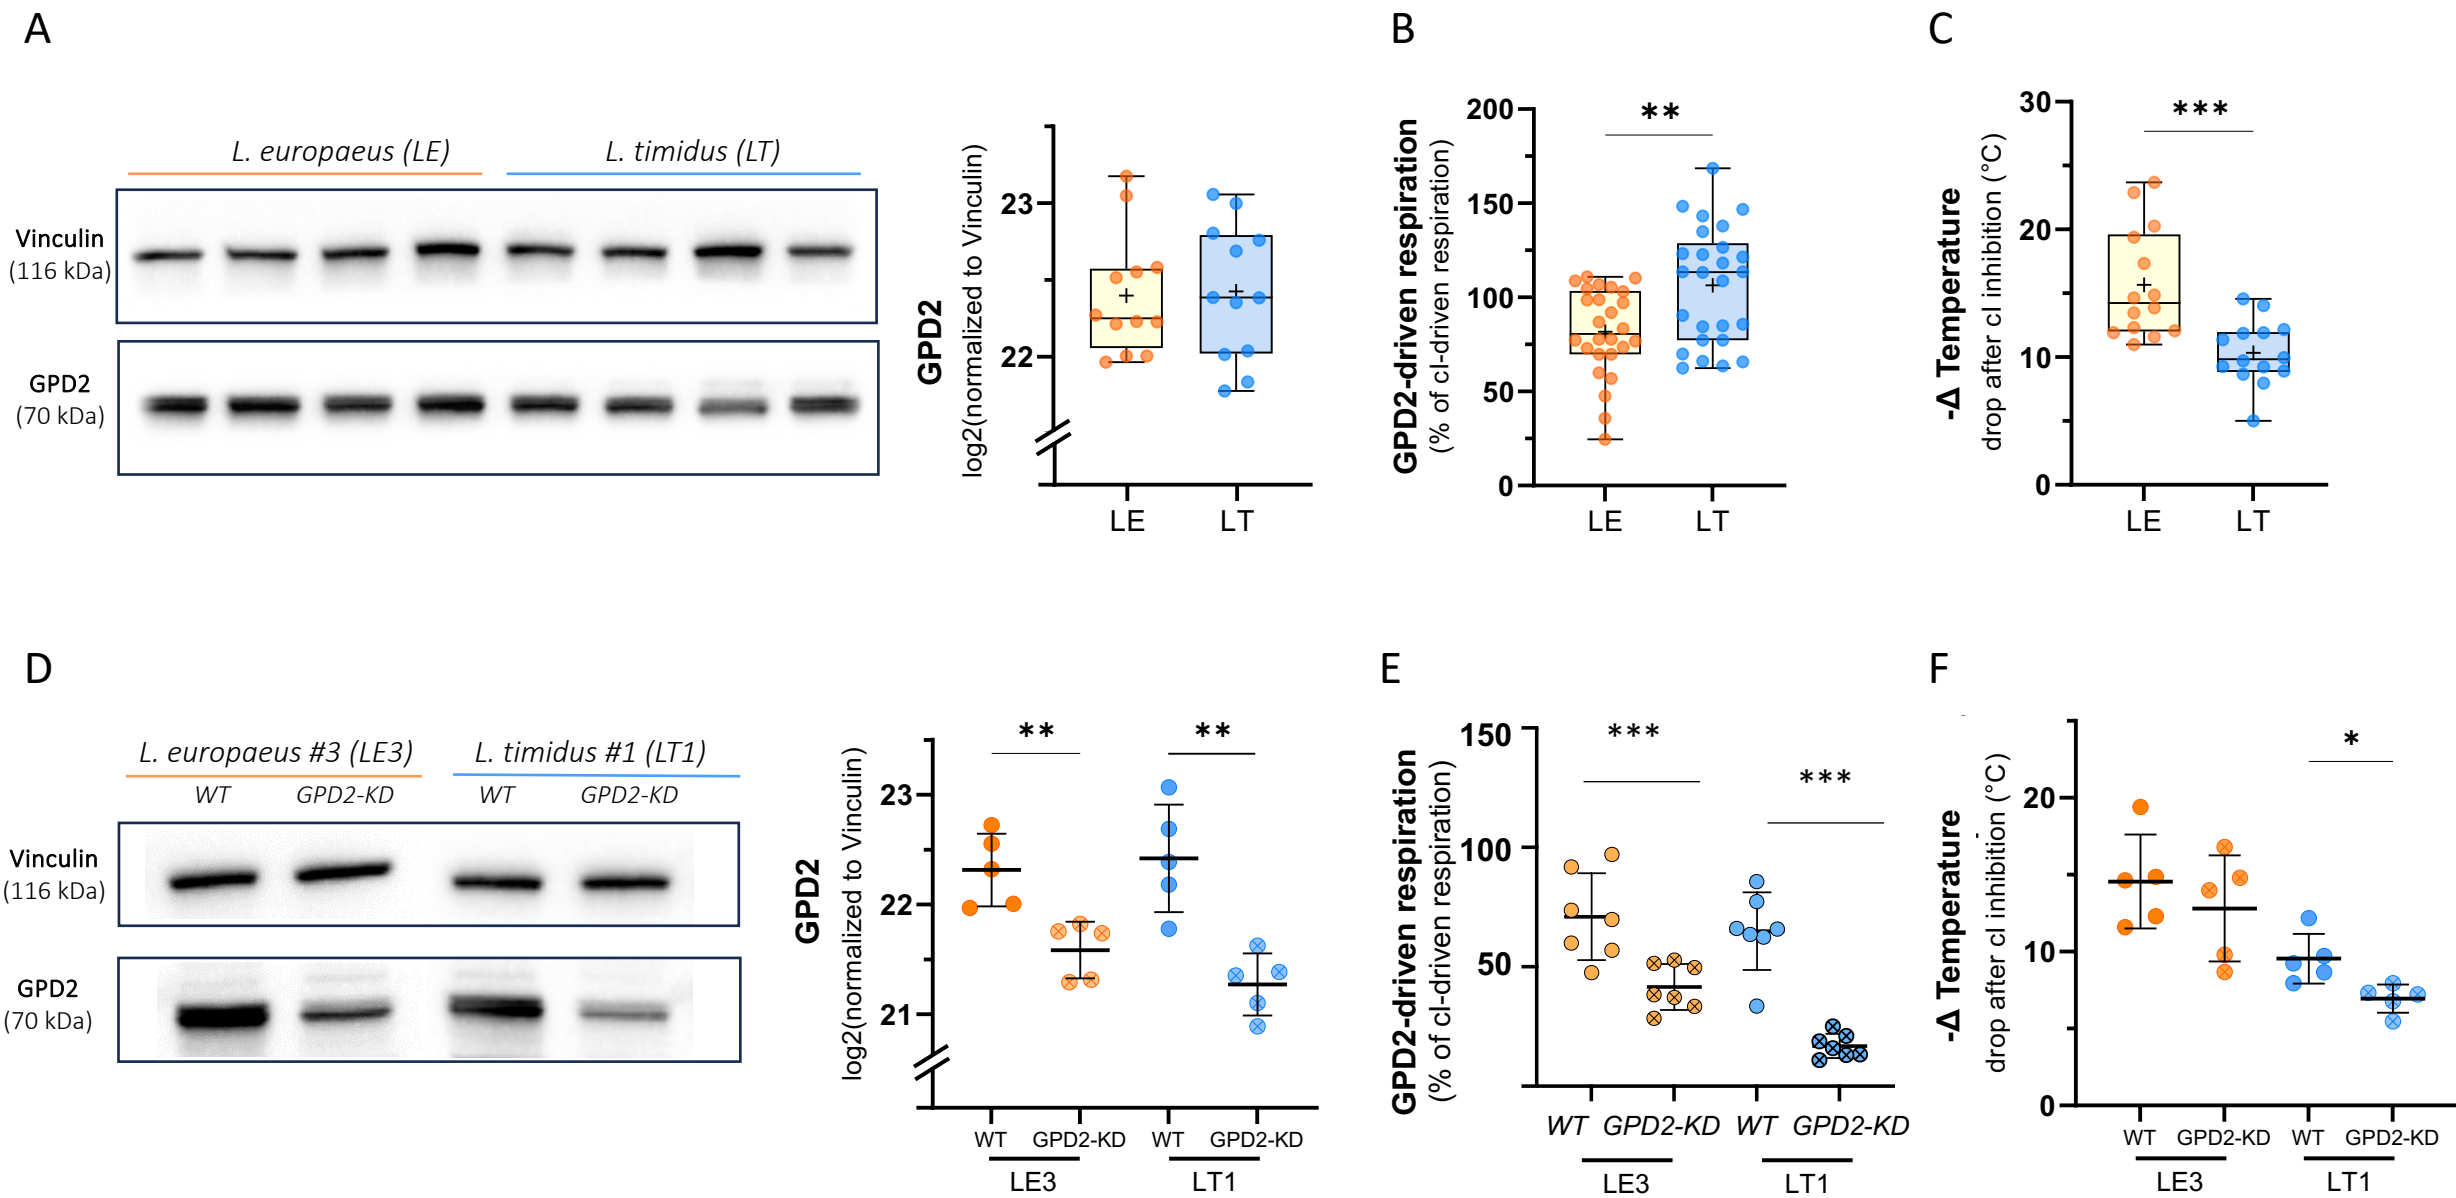 A
L. europaeus (LE)
L. timidus (LT)
Vinculin
(116 kDa)
GPD2
(70 kDa)
GPD2
log2(normalized to Vinculin)
23
22
LE
LT
B
**
GPD2-driven respiration
(% of cI-driven respiration)
200
150
100
50
0
LE
LT
C
***
-Δ Temperature
drop after cI inhibition (°C)
30
20
10
0
LE
LT
D
L. europaeus #3 (LE3)
L. timidus #1 (LT1)
WT
GPD2-KD
WT
GPD2-KD
Vinculin
(116 kDa)
GPD2
(70 kDa)
GPD2
log2(normalized to Vinculin)
**
**
23
22
21
WT
GPD2-KD
WT
GPD2-KD
LE3
LT1
E
GPD2-driven respiration
(% of cI-driven respiration)
***
***
150
100
50
WT
GPD2-KD
WT
GPD2-KD
LE3
LT1
F
-Δ Temperature
drop after cI inhibition (°C)
*
20
10
0
WT
GPD2-KD
WT
GPD2-KD
LE3
LT1